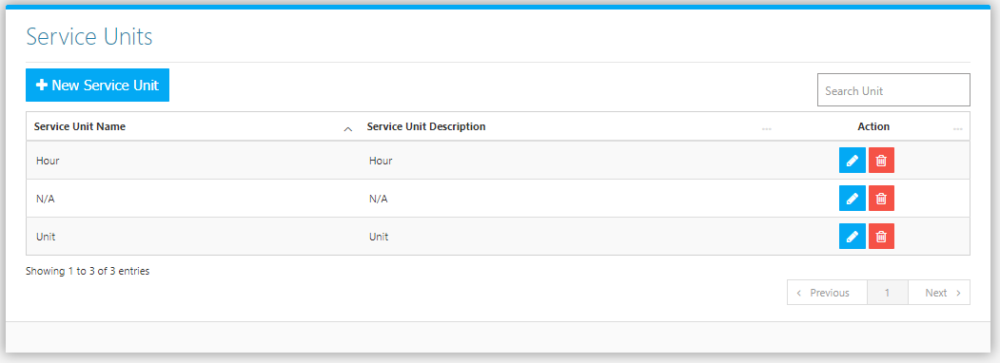 Service Units
New Service Unit
Search Unit
Service Unit Name Service Unit Description Action
Hour Hour
N/A N/A
Unit Unit
Showing 1 to 3 of 3 entries
Previous 1 Next